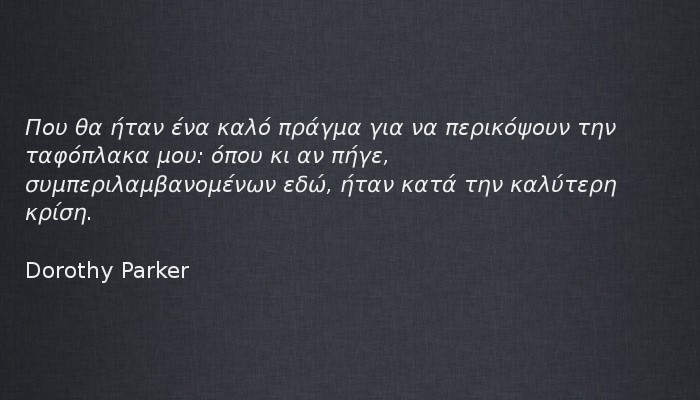 Που θα ήταν ένα καλό πράγμα για να περικόψουν την
ταφόπλακα μου: όπου κι αν πήγε,
συμπεριλαμβανομένων εδώ, ήταν κατά την καλύτερη
κρίση.
Dorothy Parker